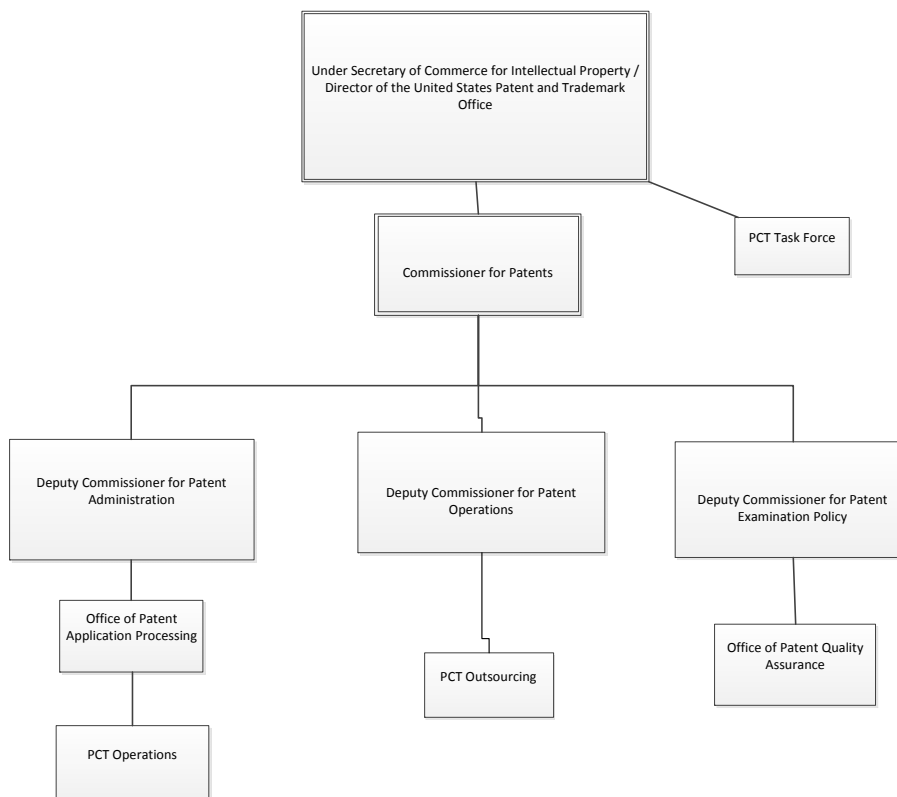 Under Secretary of Commerce for Intellectual Property /
Director of the United States Patent and Trademark
Office
PCT Task Force
Commissioner for Patents
Deputy Commissioner for Patent
Administration
Deputy Commissioner for Patent
Operations
Deputy Commissioner for Patent
Examination Policy
Office of Patent
Application Processing
PCT Outsourcing
Office of Patent Quality
Assurance
PCT Operations